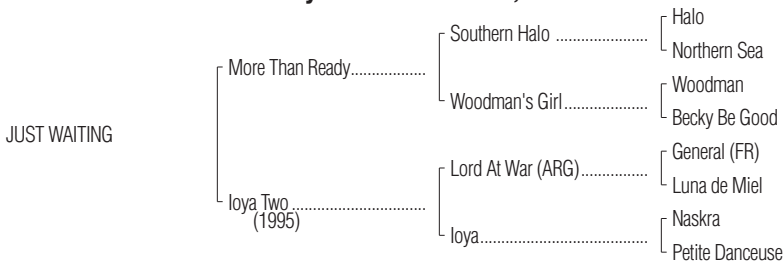 Halo
Southern Halo ......................
Northern Sea
More Than Ready..................
Woodman
Woodman's Girl....................
Becky Be Good
JUST WAITING
General (FR)
Lord At War (ARG)................
Luna de Miel
Ioya Two ................................
(1995)
Naskra
Ioya........................................
Petite Danceuse